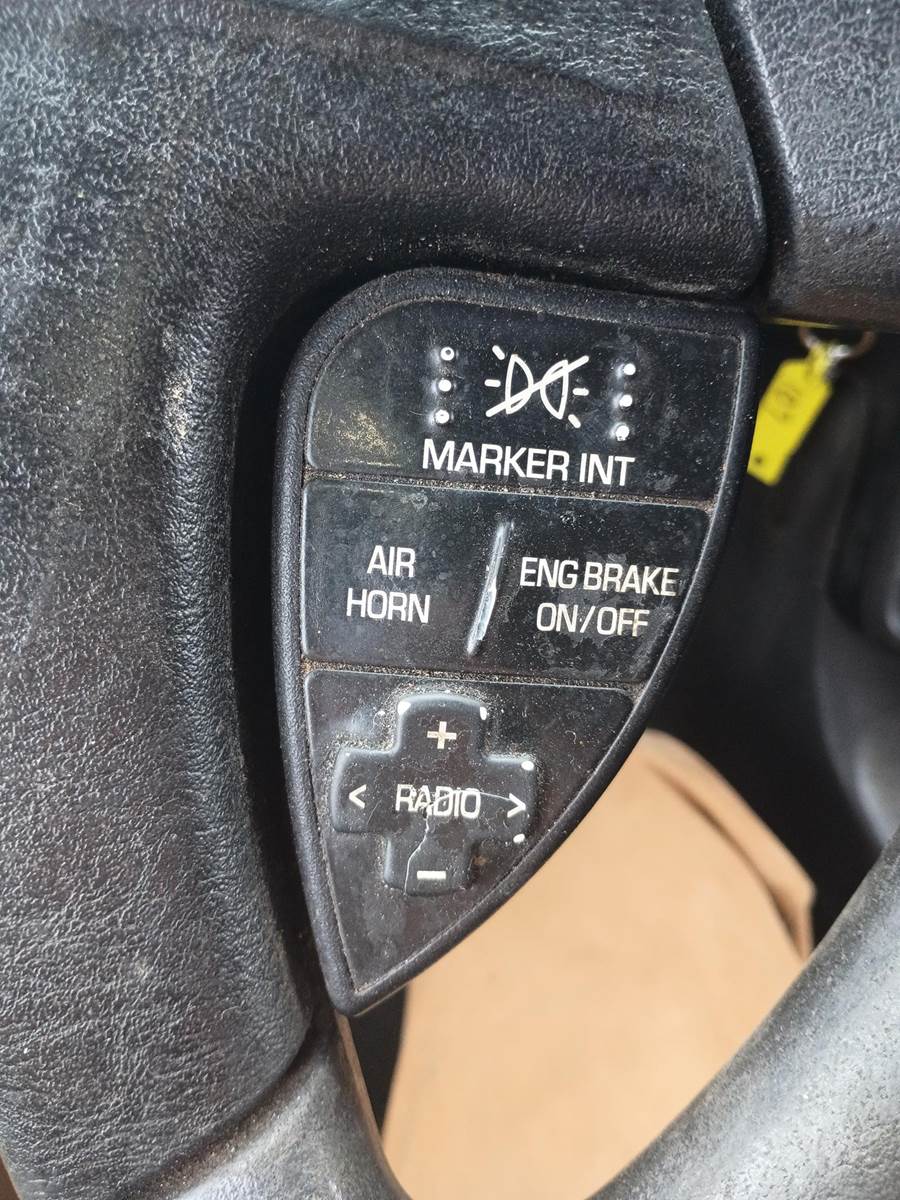 MARKER INT
AIR
HORN
ENG BRAKE
ON/OFF
+
< RADIO >
−